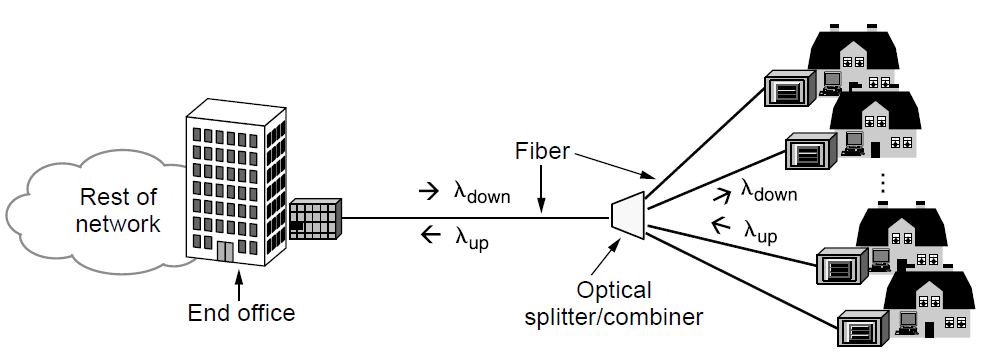 Rest of
network
End office
→ λdown
← λup
Fiber
Optical
splitter/combiner
→ λdown
← λup
...